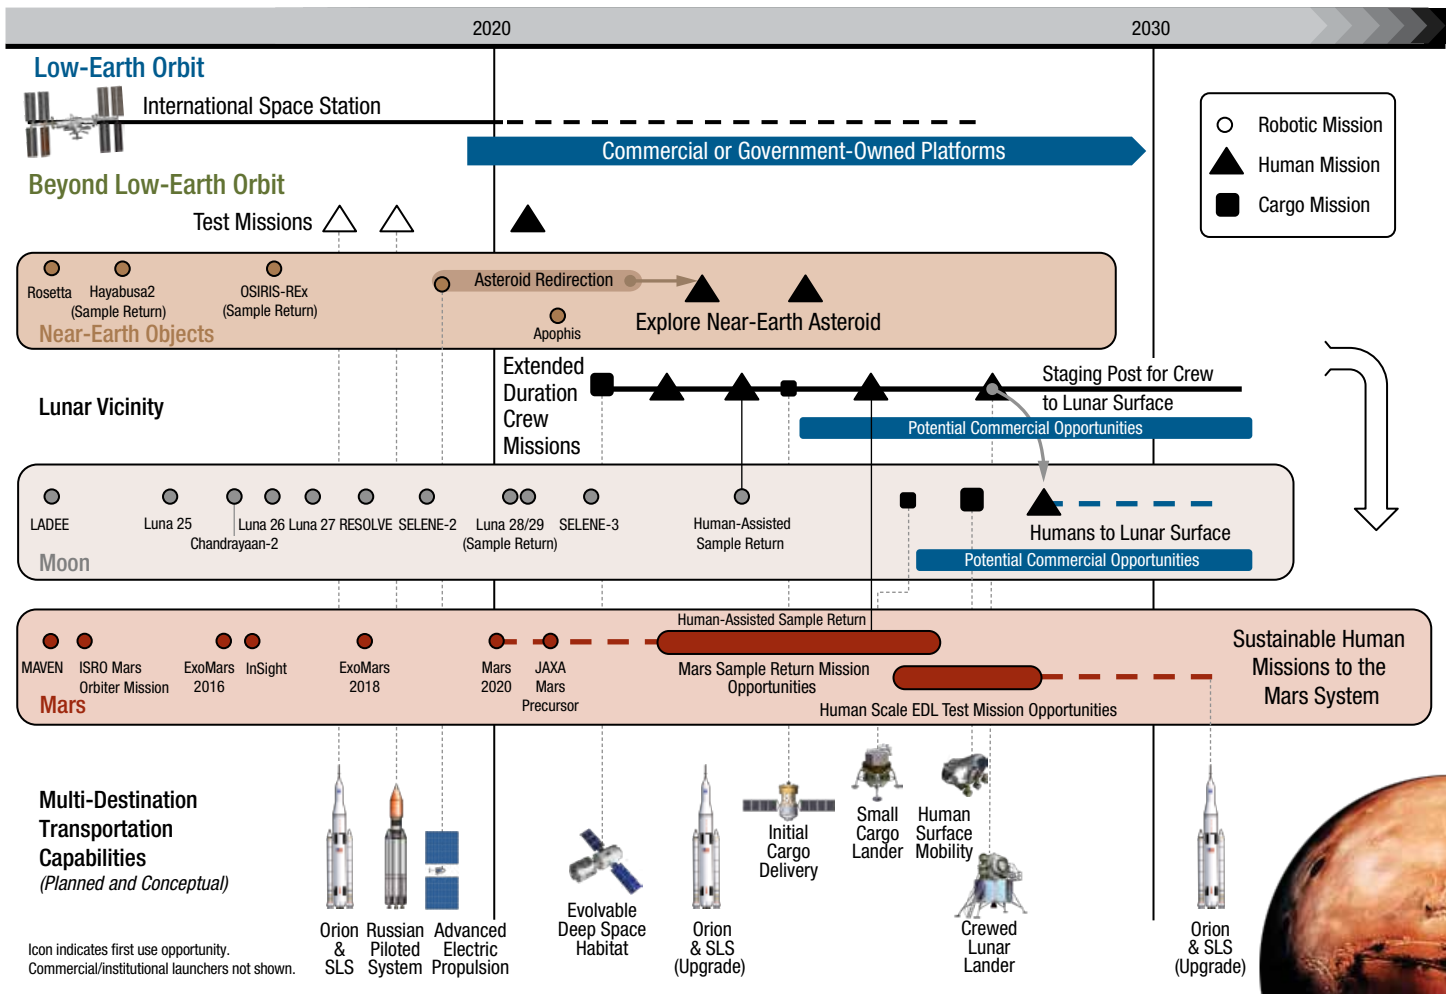 2020
2030
Low-Earth Orbit
International Space Station
Commercial or Government-Owned Platforms
Robotic Mission
Human Mission
Cargo Mission
Beyond Low-Earth Orbit
Test Missions
Rosetta
Hayabusa2
(Sample Return)
OSIRIS-REx
(Sample Return)
Asteroid Redirection
Apophis
Explore Near-Earth Asteroid
Near-Earth Objects
Lunar Vicinity
Extended
Duration
Crew
Missions
Staging Post for Crew
to Lunar Surface
Potential Commercial Opportunities
LADEE
Luna 25
Chandrayaan-2
Luna 26
Luna 27
RESOLVE
SELENE-2
Luna 28/29
(Sample Return)
SELENE-3
Human-Assisted
Sample Return
Humans to Lunar Surface
Potential Commercial Opportunities
Moon
MAVEN
ISRO Mars
Orbiter Mission
ExoMars
2016
InSight
ExoMars
2018
Mars
2020
JAXA
Mars
Precursor
Human-Assisted Sample Return
Mars Sample Return Mission
Opportunities
Human Scale EDL Test Mission Opportunities
Sustainable Human
Missions to the
Mars System
Mars
Multi-Destination
Transportation
Capabilities
(Planned and Conceptual)
Orion
&
SLS
Russian
Piloted
System
Advanced
Electric
Propulsion
Evolvable
Deep Space
Habitat
Orion
& SLS
(Upgrade)
Initial
Cargo
Delivery
Small
Cargo
Lander
Human
Surface
Mobility
Crewed
Lunar
Lander
Orion
& SLS
(Upgrade)
Icon indicates first use opportunity.
Commercial/institutional launchers not shown.